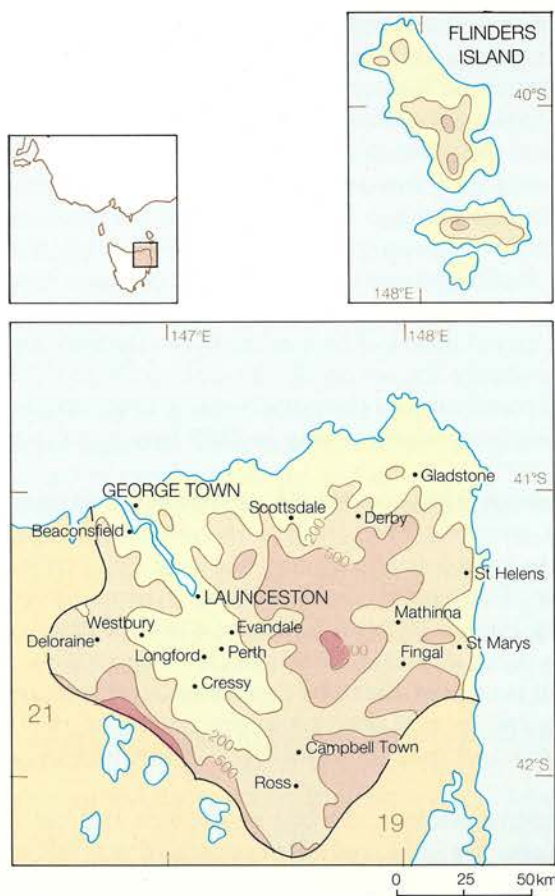 FLINDERS
ISLAND
40°S
148°E
147°E
148°E
41°S
GEORGE TOWN
Gladstone
Scottsdale
200
Derby
Beaconsfield
500
St Helens
LAUNCESTON
Mathinna
Westbury
Evandale
Deloraine
Perth
St Marys
Longford
Fingal
Cressy
21
200
Campbell Town
500
42°S
Ross
19
0 25 50km